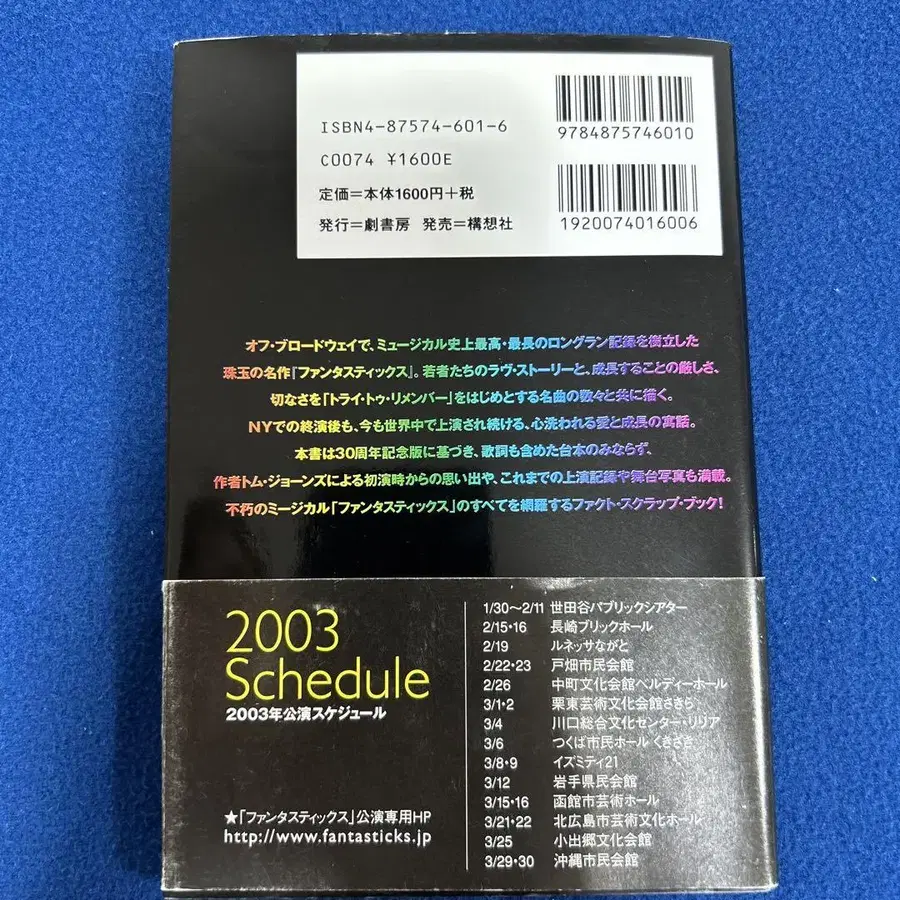 ISBN4-87574-601-6
9784875746010
C0074 ¥1600E
定価=本体1600円+税
発行=劇書房 発売=構想社
1920074016006
オフ・ブロードウェイで、ミュージカル史上最高・最長のロングラン記録を樹立した
珠玉の名作『ファンタスティックス』。若者たちのラヴ・ストーリーと、成長することの厳しさ、
切なさを「トライ・トゥ・リメンバー」をはじめとする名曲の数々と共に描く。
NYでの終演後も、今も世界中で上演され続ける、心洗われる愛と成長の寓話。
本書は30周年記念版に基づき、歌詞も含めた台本のみならず、
作者トム・ジョーンズによる初演時からの思い出や、これまでの上演記録や舞台写真も満載。
不朽のミージカル「ファンタスティックス」のすべてを網羅するファクト・スクラップ・ブック!
2003
Schedule
2003年公演スケジュール
★「ファンタスティックス」公演専用HP
http://www.fantasticks.jp
1/30〜2/11 世田谷パブリックシアター
2/15・16 長崎ブリックホール
2/19 ルネッサながと
2/22・23 戸畑市民会館
2/26 中町文化会館ベルディーホール
3/1・2 栗東芸術文化会館さきら
3/4 川口総合文化センター・リリア
3/6 つくば市民ホール くきざき
3/8・9 イズミティ21
3/12 岩手県民会館
3/15・16 函館市芸術ホール
3/21・22 北広島市芸術文化ホール
3/25 小出郷文化会館
3/29・30 沖縄市民会館